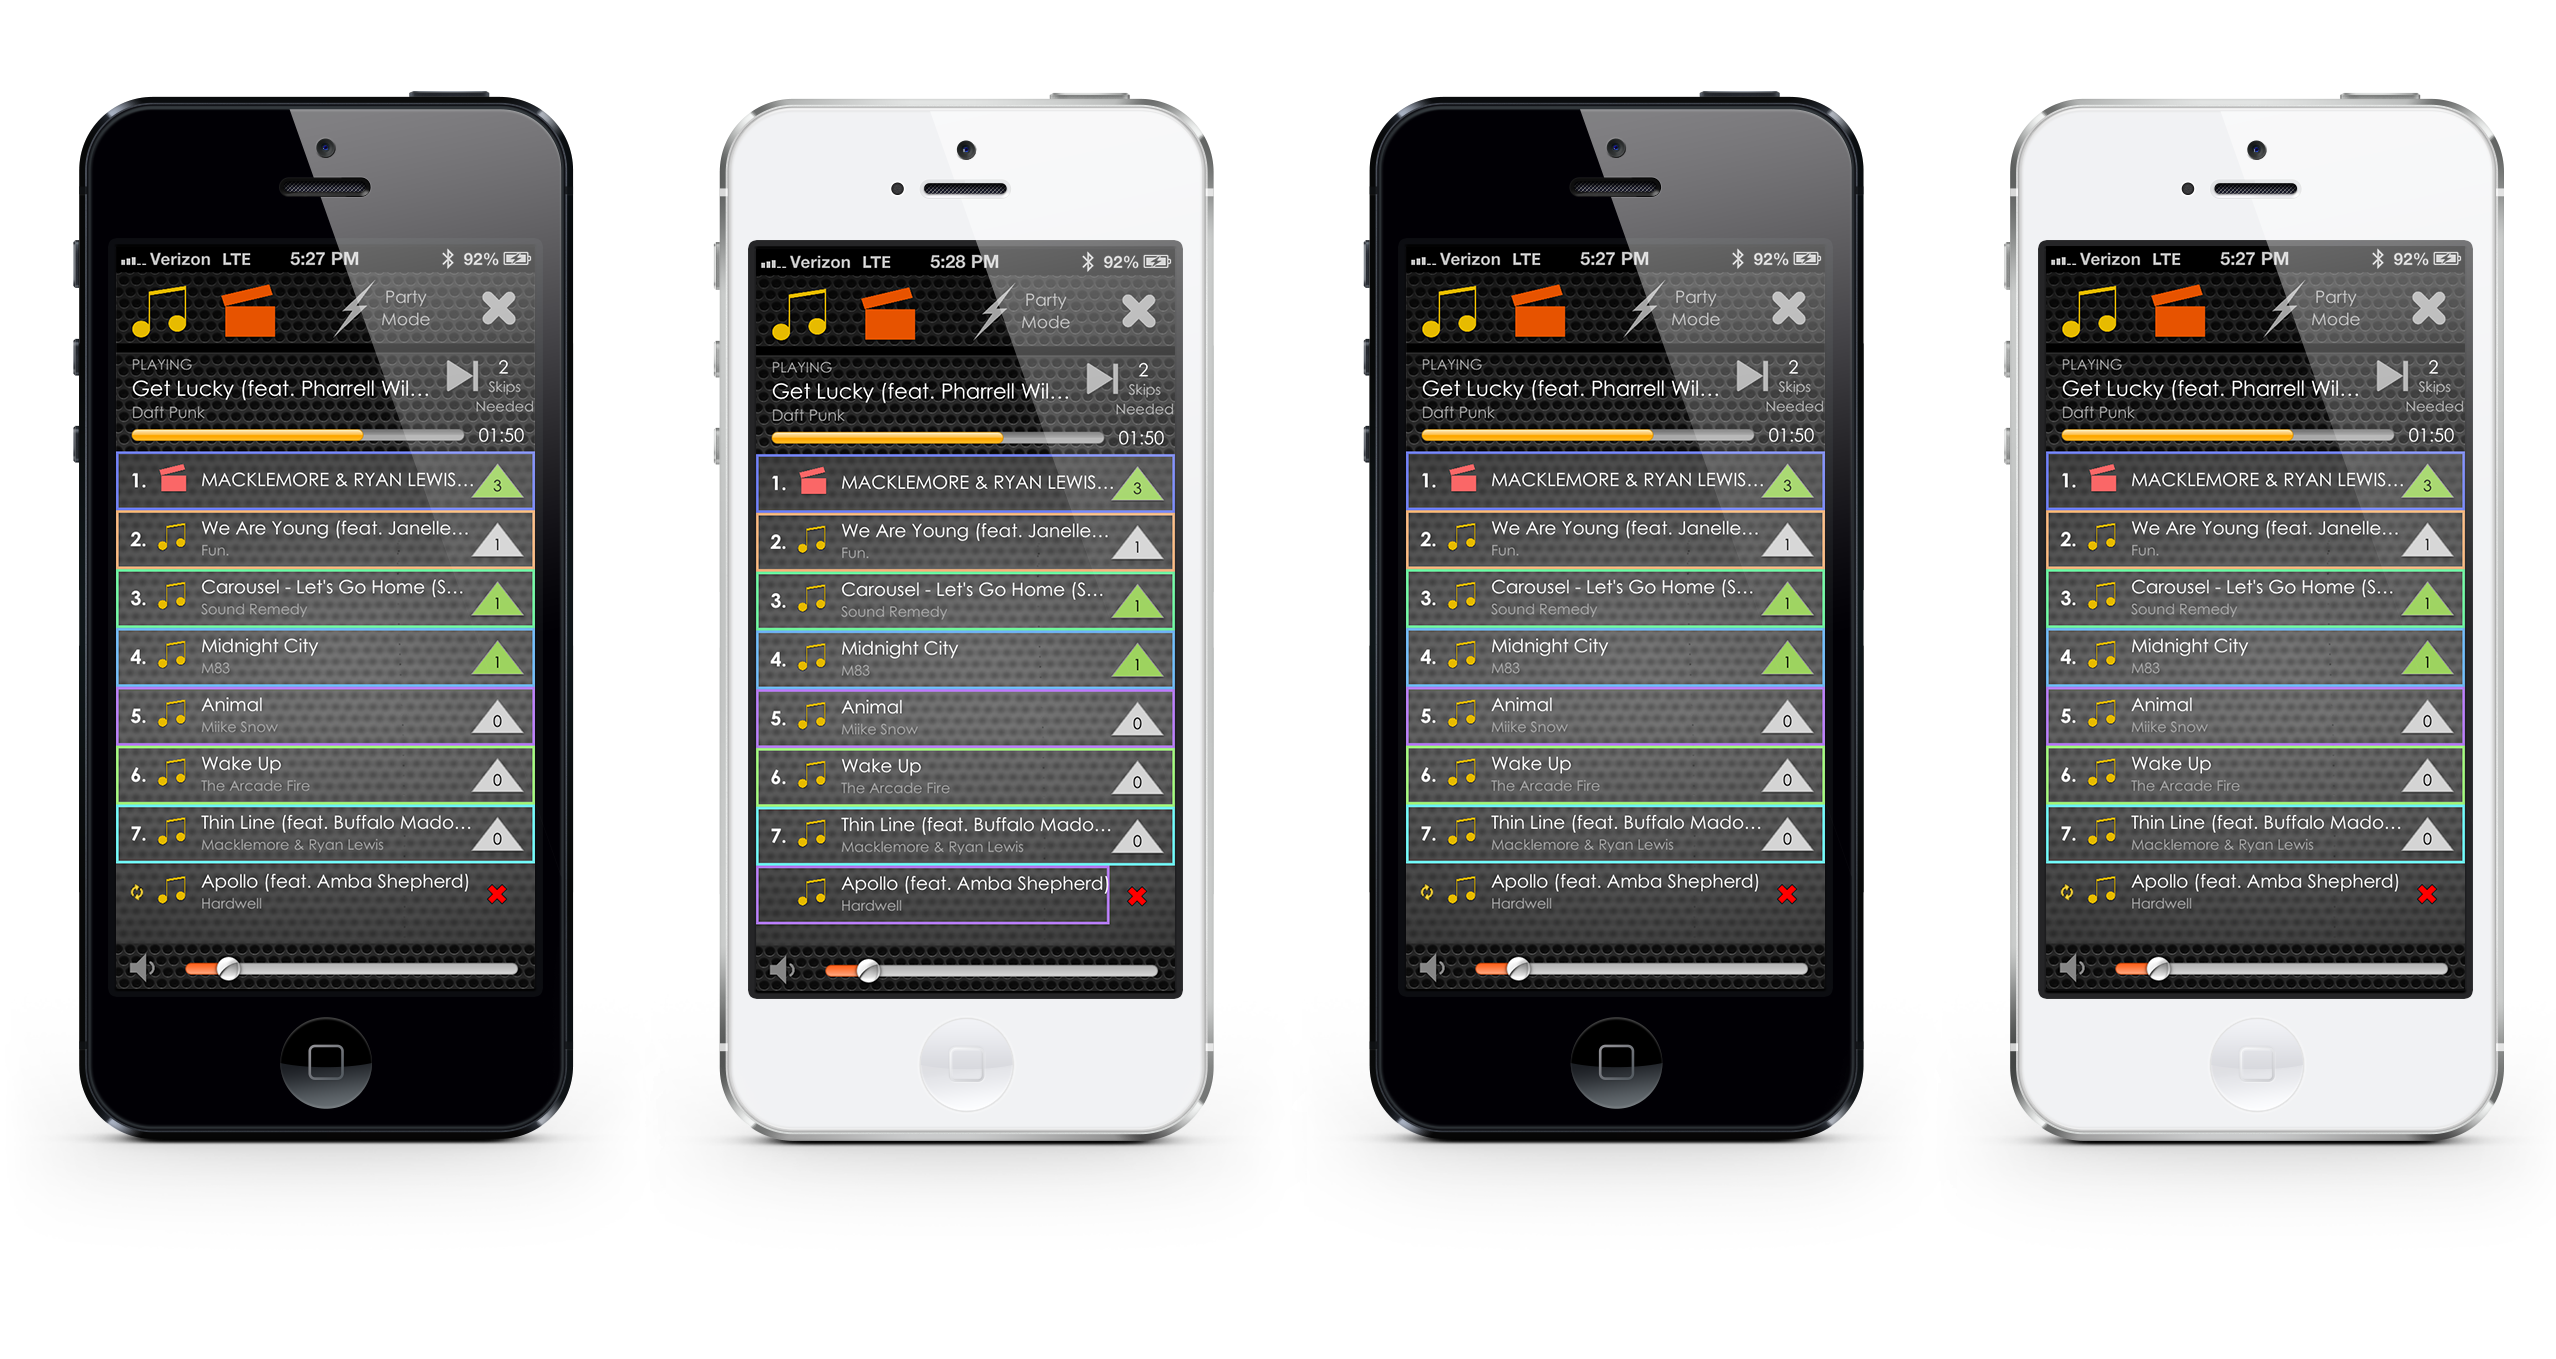 Verizon LTE 5:27 PM 92%
Party
Mode
PLAYING
Get Lucky (feat. Pharrell Wil...
Daft Punk
2
Skips
Needed
01:50
1. MACKLEMORE & RYAN LEWIS... 3
2. We Are Young (feat. Janelle... 1
Fun.
3. Carousel - Let's Go Home (S... 1
Sound Remedy
4. Midnight City 1
M83
5. Animal 0
Miike Snow
6. Wake Up 0
The Arcade Fire
7. Thin Line (feat. Buffalo Mado... 0
Macklemore & Ryan Lewis
Apollo (feat. Amba Shepherd)
Hardwell
Verizon LTE 5:28 PM 92%
Party
Mode
PLAYING
Get Lucky (feat. Pharrell Wil...
Daft Punk
2
Skips
Needed
01:50
1. MACKLEMORE & RYAN LEWIS... 3
2. We Are Young (feat. Janelle... 1
Fun.
3. Carousel - Let's Go Home (S... 1
Sound Remedy
4. Midnight City 1
M83
5. Animal 0
Miike Snow
6. Wake Up 0
The Arcade Fire
7. Thin Line (feat. Buffalo Mado... 0
Macklemore & Ryan Lewis
Apollo (feat. Amba Shepherd)
Hardwell
Verizon LTE 5:27 PM 92%
Party
Mode
PLAYING
Get Lucky (feat. Pharrell Wil...
Daft Punk
2
Skips
Needed
01:50
1. MACKLEMORE & RYAN LEWIS... 3
2. We Are Young (feat. Janelle... 1
Fun.
3. Carousel - Let's Go Home (S... 1
Sound Remedy
4. Midnight City 1
M83
5. Animal 0
Miike Snow
6. Wake Up 0
The Arcade Fire
7. Thin Line (feat. Buffalo Mado... 0
Macklemore & Ryan Lewis
Apollo (feat. Amba Shepherd)
Hardwell
Verizon LTE 5:27 PM 92%
Party
Mode
PLAYING
Get Lucky (feat. Pharrell Wil...
Daft Punk
2
Skips
Needed
01:50
1. MACKLEMORE & RYAN LEWIS... 3
2. We Are Young (feat. Janelle... 1
Fun.
3. Carousel - Let's Go Home (S... 1
Sound Remedy
4. Midnight City 1
M83
5. Animal 0
Miike Snow
6. Wake Up 0
The Arcade Fire
7. Thin Line (feat. Buffalo Mado... 0
Macklemore & Ryan Lewis
Apollo (feat. Amba Shepherd)
Hardwell